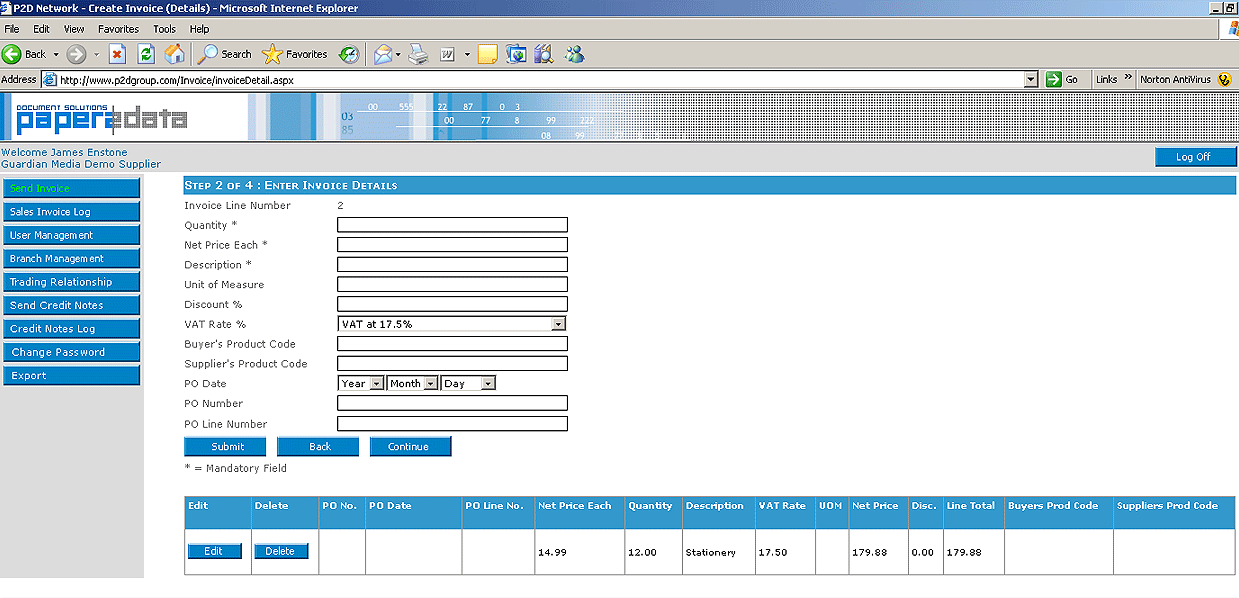 P2D Network - Create Invoice (Details) - Microsoft Internet Explorer
File Edit View Favorites Tools Help
Back Search Favorites W
Address http://www.p2dgroup.com/Invoice/invoiceDetail.aspx Go Links » Norton AntiVirus
DOCUMENT SOLUTIONS
paper2data
00 555 22 87 0 3
03 00 77 8 99 222
85 08 99
Welcome James Enstone
Guardian Media Demo Supplier
Log Off
Send Invoice
Sales Invoice Log
User Management
Branch Management
Trading Relationship
Send Credit Notes
Credit Notes Log
Change Password
Export
Step 2 of 4 : Enter Invoice Details
Invoice Line Number 2
Quantity *
Net Price Each *
Description *
Unit of Measure
Discount %
VAT Rate % VAT at 17.5%
Buyer's Product Code
Supplier's Product Code
PO Date Year Month Day
PO Number
PO Line Number
Submit Back Continue
* = Mandatory Field
Edit Delete PO No. PO Date PO Line No. Net Price Each Quantity Description VAT Rate UOM Net Price Disc. Line Total Buyers Prod Code Suppliers Prod Code
Edit Delete 14.99 12.00 Stationery 17.50 179.88 0.00 179.88